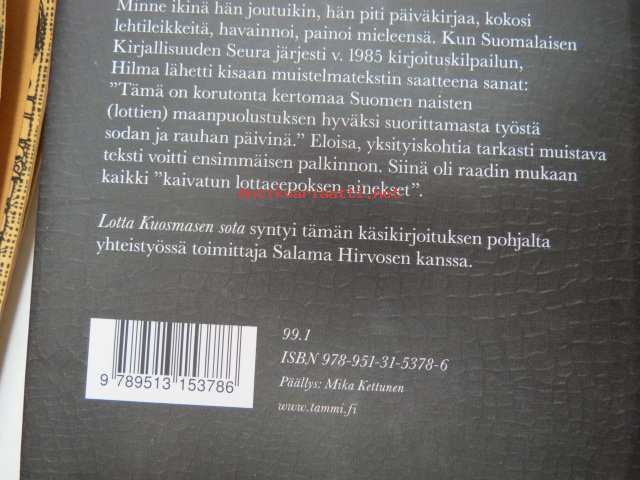 Minne ikinä hän joutuikin, hän piti päiväkirjaa, kokosi
lehtileikkeitä, havainnoi, painoi mieleensä. Kun Suomalaisen
Kirjallisuuden Seura järjesti v. 1985 kirjoituskilpailun,
Hilma lähetti kisaan muistelmatekstin saatteena sanat:
”Tämä on korutonta kertomaa Suomen naisten
(lottien) maanpuolustuksen hyväksi suorittamasta työstä
sodan ja rauhan päivinä.” Eloisa, yksityiskohtia tarkasti muistava
teksti voitti ensimmäisen palkinnon. Siinä oli raadin mukaan
kaikki ”kaivatun lottaeepoksen ainekset”.
Lotta Kuosmasen sota syntyi tämän käsikirjoituksen pohjalta
yhteistyössä toimittaja Salama Hirvosen kanssa.
99.1
ISBN 978-951-31-5378-6
Päällys: Mika Kettunen
www.tammi.fi
9 789513 153786